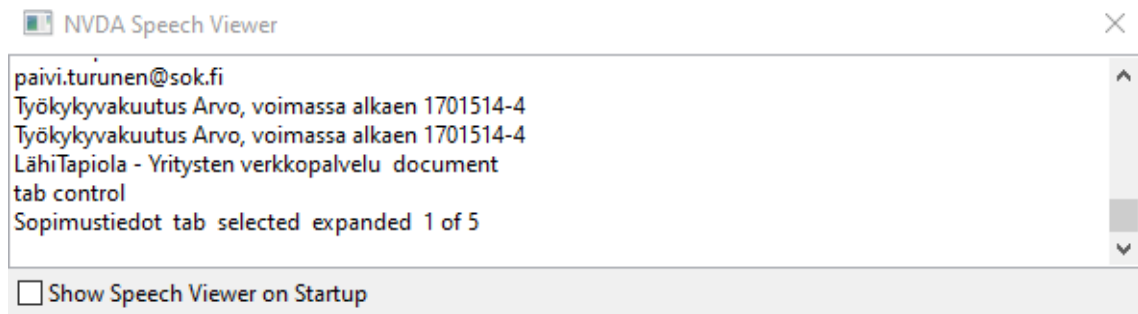 NVDA Speech Viewer
paivi.turunen@sok.fi
Työkykyvakuutus Arvo, voimassa alkaen 1701514-4
Työkykyvakuutus Arvo, voimassa alkaen 1701514-4
LähiTapiola - Yritysten verkkopalvelu  document
tab control
Sopimustiedot  tab  selected  expanded  1 of 5
Show Speech Viewer on Startup